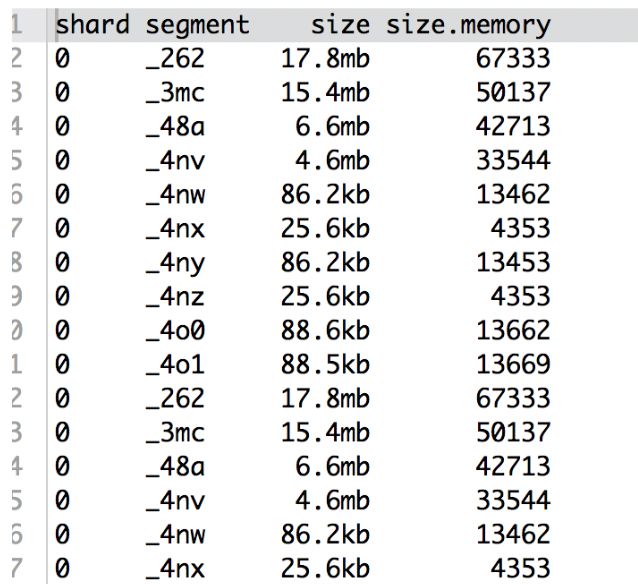 1 shard segment size size.memory
2 0 _262 17.8mb 67333
3 0 _3mc 15.4mb 50137
4 0 _48a 6.6mb 42713
5 0 _4nv 4.6mb 33544
6 0 _4nw 86.2kb 13462
7 0 _4nx 25.6kb 4353
8 0 _4ny 86.2kb 13453
9 0 _4nz 25.6kb 4353
0 0 _4o0 88.6kb 13662
1 0 _4o1 88.5kb 13669
2 0 _262 17.8mb 67333
3 0 _3mc 15.4mb 50137
4 0 _48a 6.6mb 42713
5 0 _4nv 4.6mb 33544
6 0 _4nw 86.2kb 13462
7 0 _4nx 25.6kb 4353